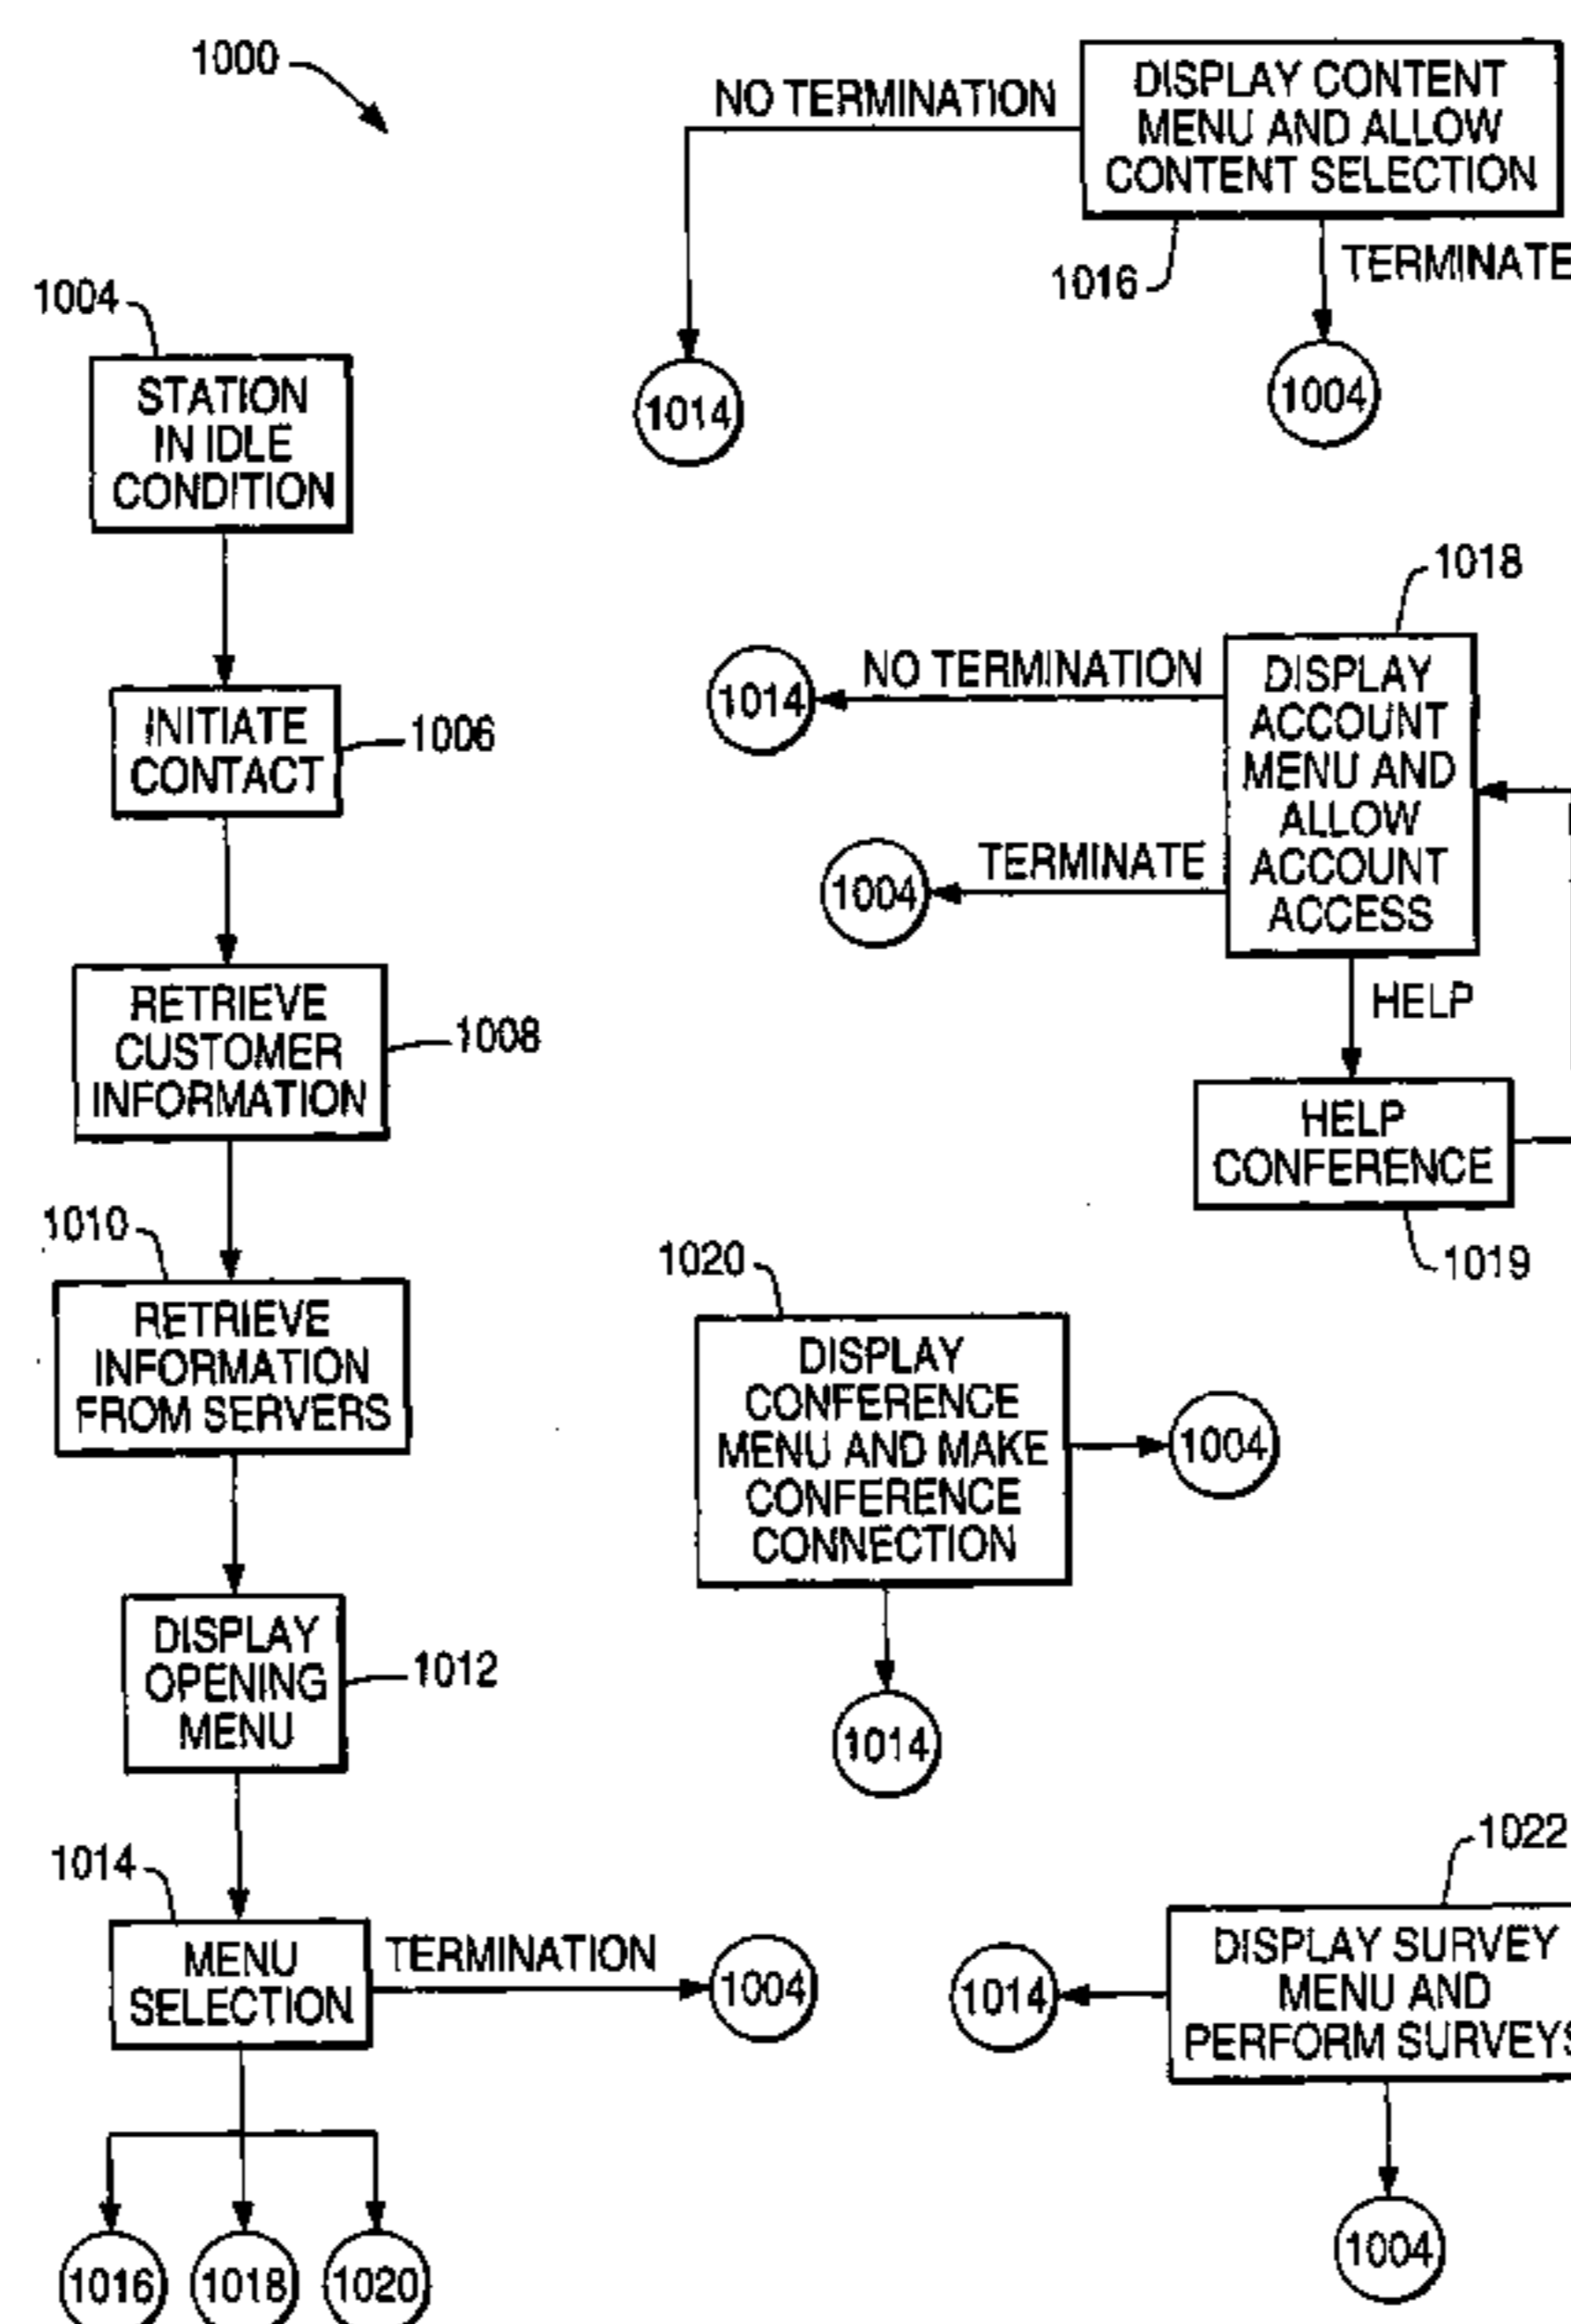 1000
1004
STATION
IN IDLE
CONDITION
INITIATE
CONTACT
1006
RETRIEVE
CUSTOMER
INFORMATION
1008
1010
RETRIEVE
INFORMATION
FROM SERVERS
DISPLAY
OPENING
MENU
1012
1014
MENU
SELECTION
TERMINATION
1004
1016
1018
1020
NO TERMINATION
DISPLAY CONTENT
MENU AND ALLOW
CONTENT SELECTION
1016
TERMINATE
1014
1004
1018
NO TERMINATION
1014
DISPLAY
ACCOUNT
MENU AND
ALLOW
ACCOUNT
ACCESS
TERMINATE
1004
HELP
HELP
CONFERENCE
1019
1020
DISPLAY
CONFERENCE
MENU AND MAKE
CONFERENCE
CONNECTION
1004
1014
1022
DISPLAY SURVEY
MENU AND
PERFORM SURVEYS
1014
1004